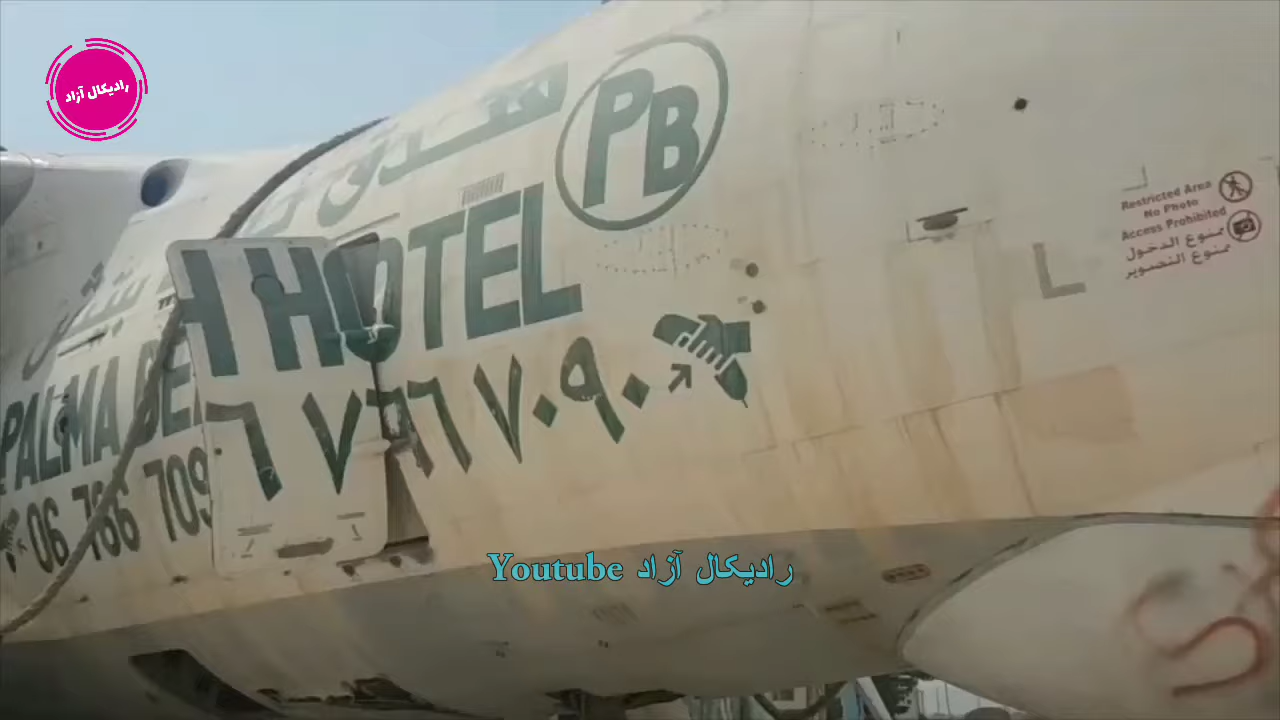 رادیکال آزاد
PB
HOTEL
PALMA
٠٦ ٧٦٦٧٠٩٠
06 766 709
L
Restricted Area
No Photo
Access Prohibited
ممنوع الدخول
ممنوع التصوير
Youtube رادیکال آزاد